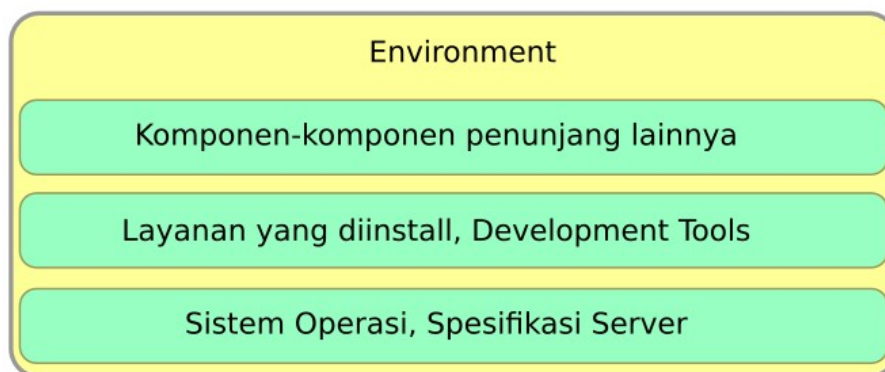 Environment
Komponen-komponen penunjang lainnya
Layanan yang diinstall, Development Tools
Sistem Operasi, Spesifikasi Server